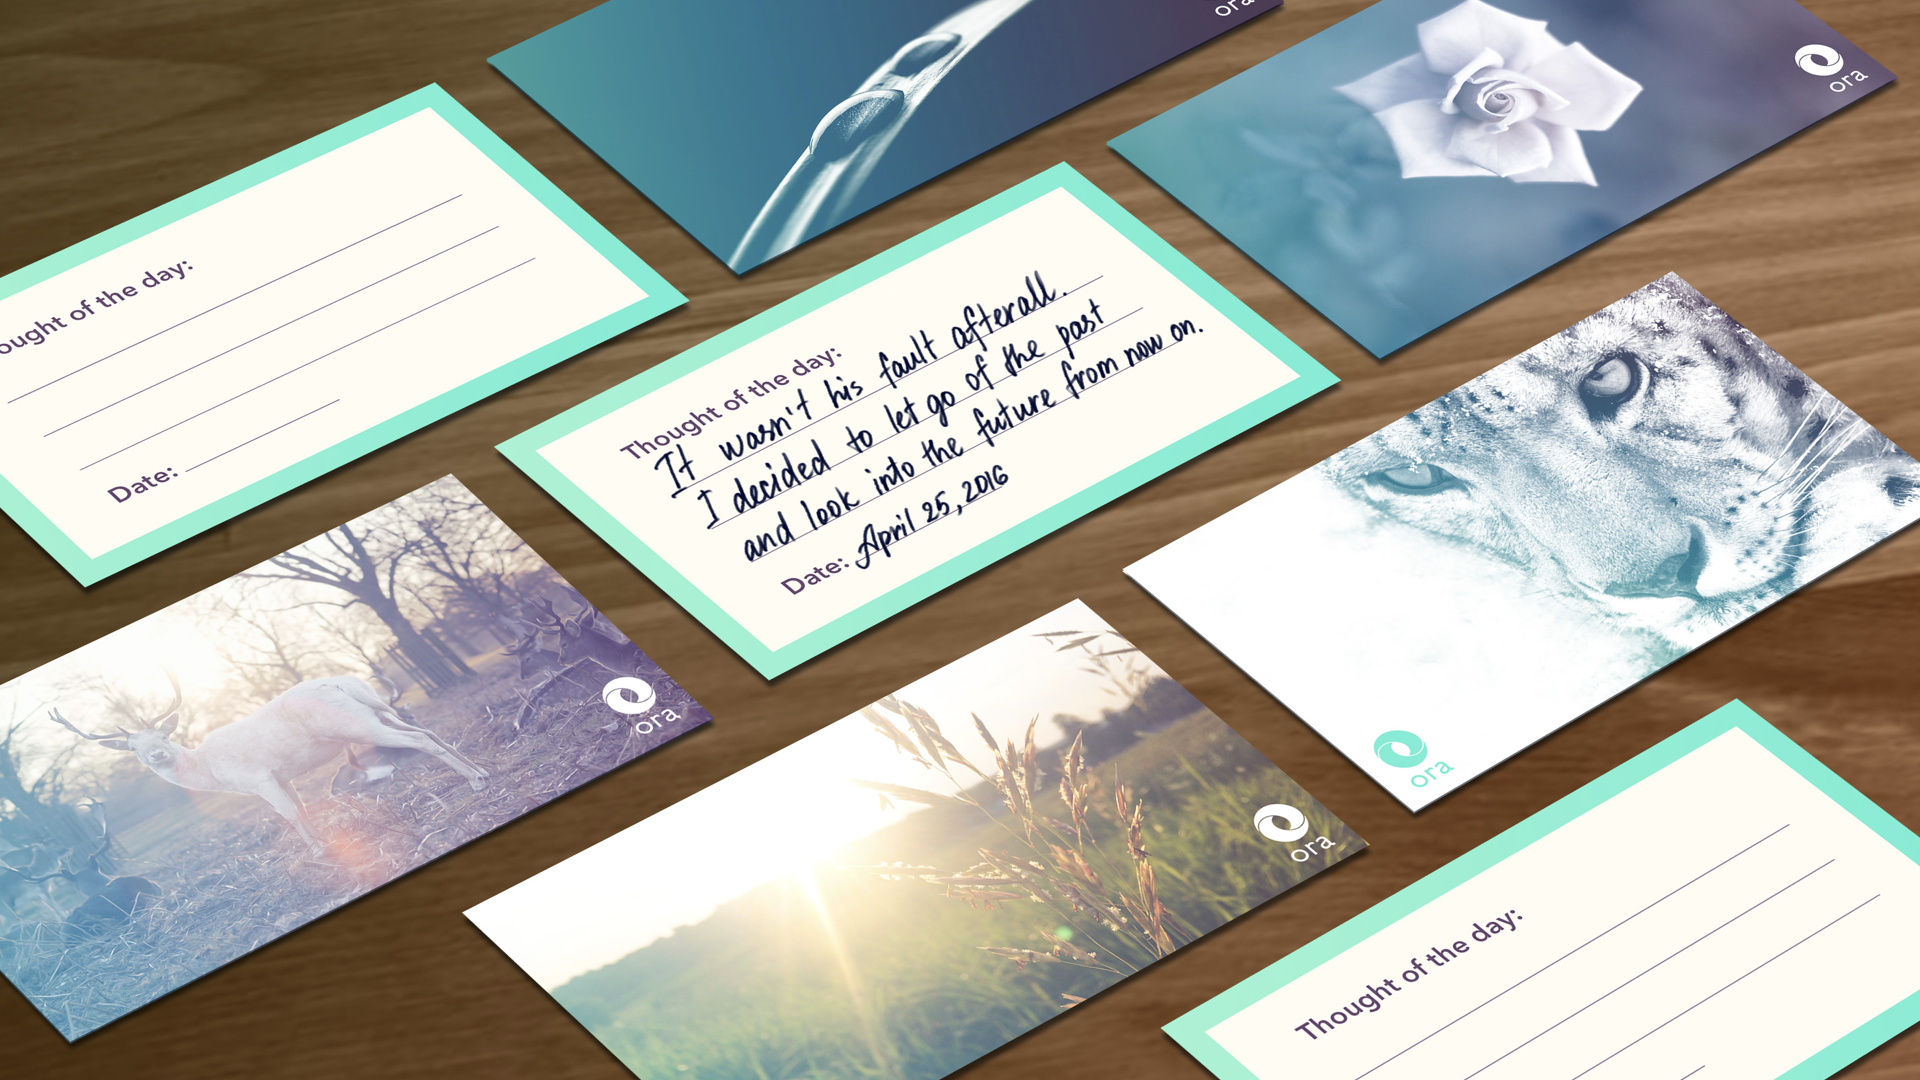 ora
ora
ought of the day:
Date:
Thought of the day:
It wasn't his fault afterall.
I decided to let go of the past
and look into the future from now on.
Date: April 25, 2016
ora
ora
ora
Thought of the day: